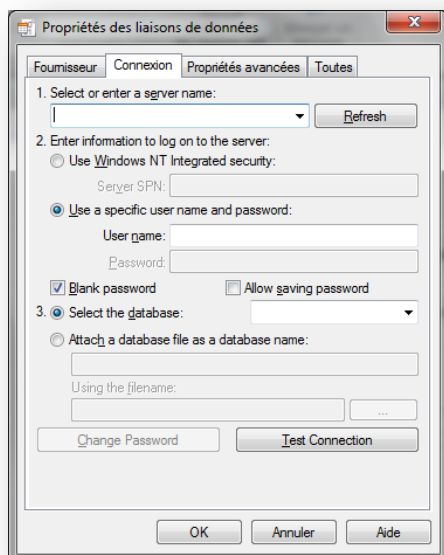 Propriétés des liaisons de données
Fournisseur Connexion Propriétés avancées Toutes
1. Select or enter a server name:
Refresh
2. Enter information to log on to the server:
Use Windows NT Integrated security:
Server SPN:
Use a specific user name and password:
User name:
Password:
Blank password Allow saving password
3. Select the database:
Attach a database file as a database name:
Using the filename:
...
Change Password Test Connection
OK Annuler Aide